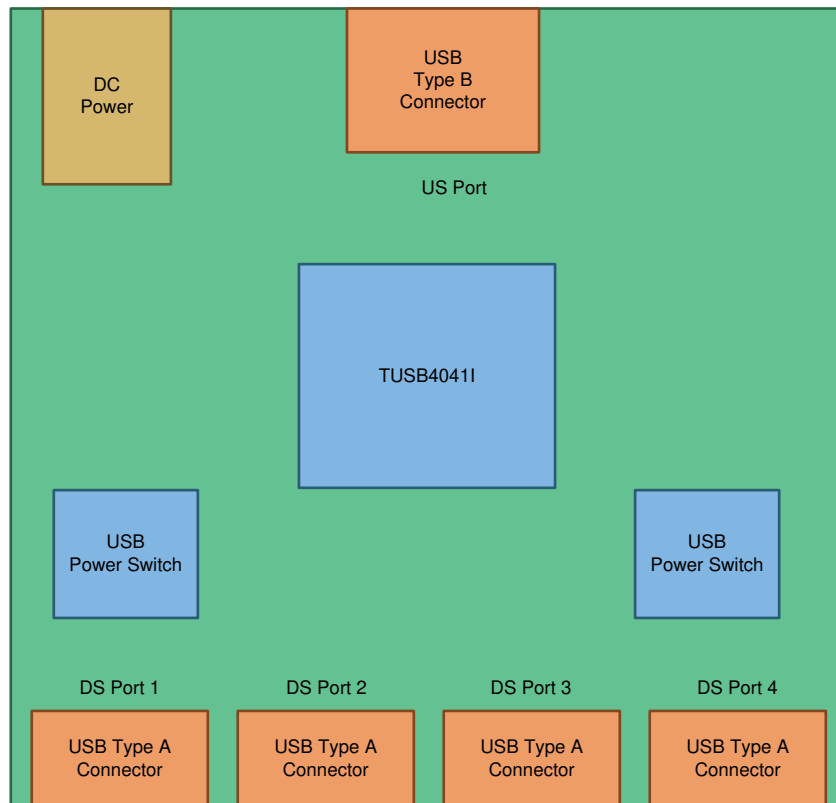 DC
Power
USB
Type B
Connector
US Port
TUSB4041I
USB
Power Switch
USB
Power Switch
DS Port 1
DS Port 2
DS Port 3
DS Port 4
USB Type A
Connector
USB Type A
Connector
USB Type A
Connector
USB Type A
Connector